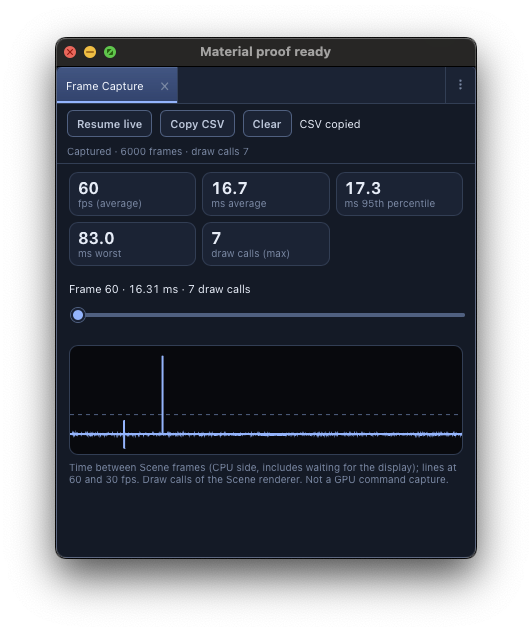 Material proof ready
Frame Capture
Resume live Copy CSV Clear CSV copied
Captured · 6000 frames · draw calls 7
60 16.7 17.3
fps (average) ms average ms 95th percentile
83.0 7
ms worst draw calls (max)
Frame 60 · 16.31 ms · 7 draw calls
Time between Scene frames (CPU side, includes waiting for the display); lines at
60 and 30 fps. Draw calls of the Scene renderer. Not a GPU command capture.